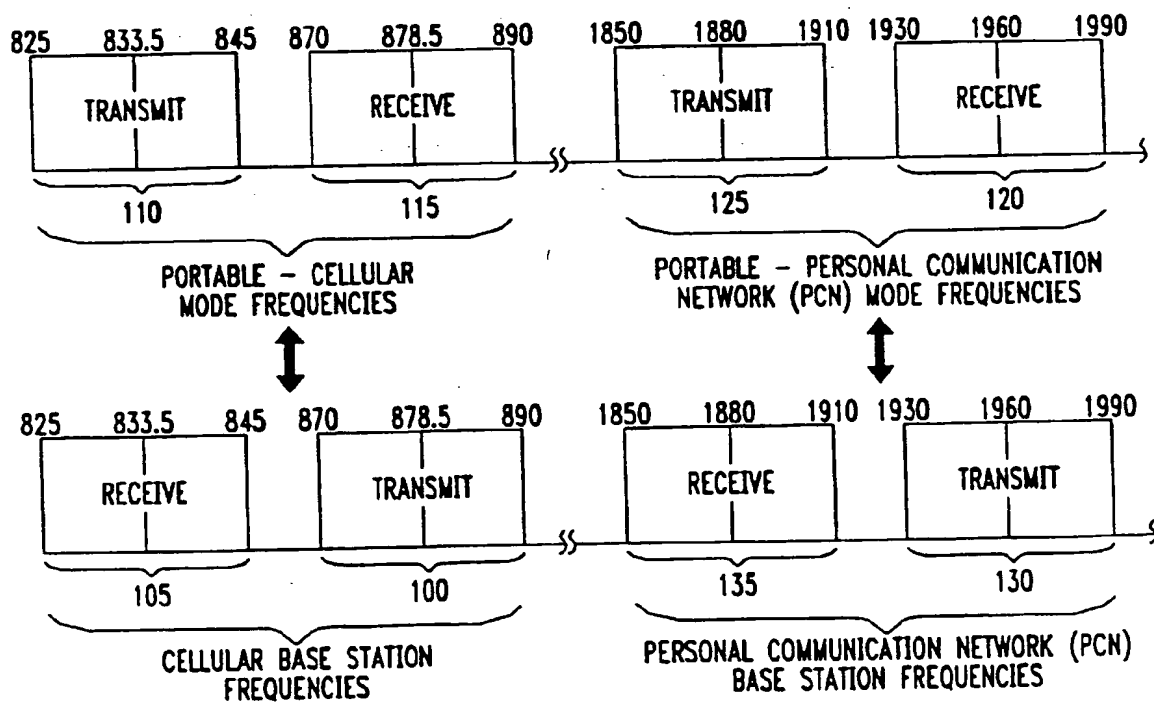 825 833.5 845 870 878.5 890 1850 1880 1910 1930 1960 1990
TRANSMIT RECEIVE TRANSMIT RECEIVE
110 115 125 120
PORTABLE - CELLULAR
MODE FREQUENCIES
PORTABLE - PERSONAL COMMUNICATION
NETWORK (PCN) MODE FREQUENCIES
825 833.5 845 870 878.5 890 1850 1880 1910 1930 1960 1990
RECEIVE TRANSMIT RECEIVE TRANSMIT
105 100 135 130
CELLULAR BASE STATION
FREQUENCIES
PERSONAL COMMUNICATION NETWORK (PCN)
BASE STATION FREQUENCIES